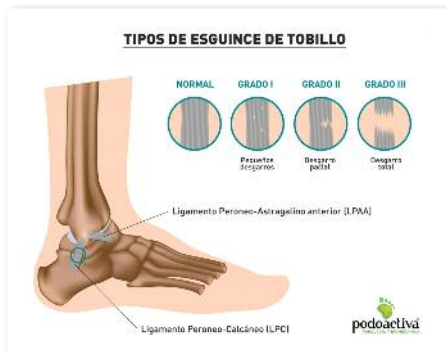 TIPOS DE ESGUINCE DE TOBILLO
NORMAL GRADO I GRADO II GRADO III
Pequeños desgarros
Desgarro pacial
Desgarro total
Ligamento Peroneo-Astragalino anterior (LPAA)
Ligamento Peroneo-Calcáneo (LPC)
podoactiva